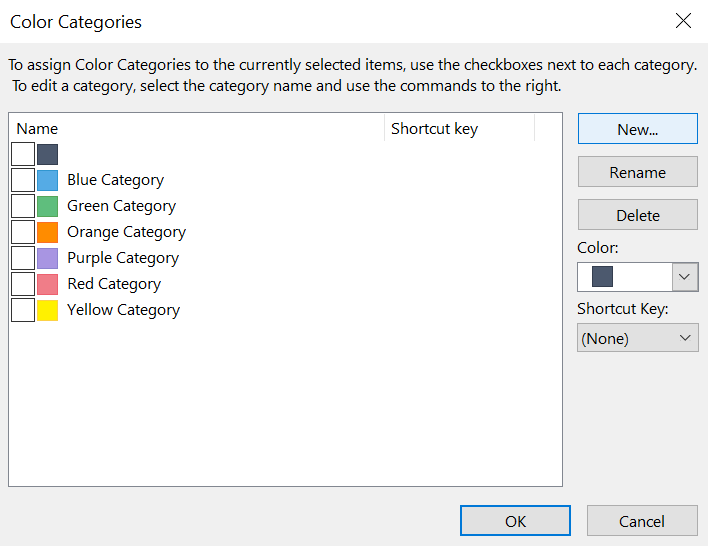 Color Categories
To assign Color Categories to the currently selected items, use the checkboxes next to each category.
To edit a category, select the category name and use the commands to the right.
Name Shortcut key
Blue Category
Green Category
Orange Category
Purple Category
Red Category
Yellow Category
New...
Rename
Delete
Color:
Shortcut Key:
(None)
OK Cancel